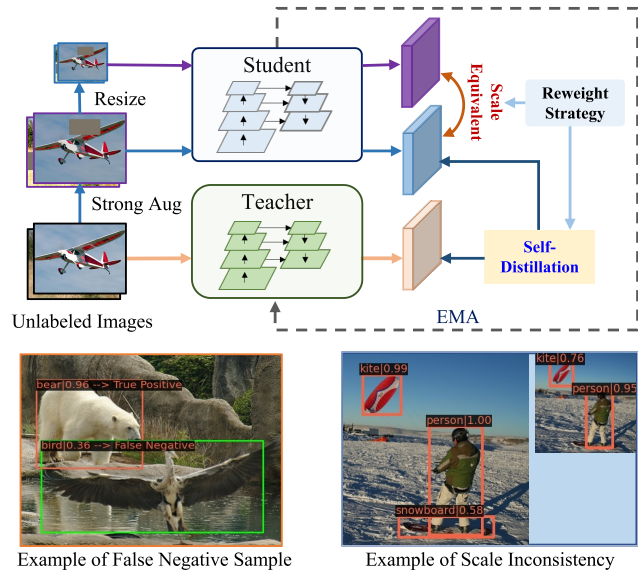 Student
Resize
Scale
Equivalent
Reweight
Strategy
Strong Aug
Teacher
Self-
Distillation
Unlabeled Images
EMA
bear|0.96 --> True Positive
bird|0.36 --> False Negative
kite|0.99
person|1.00
snowboard|0.58
kite|0.76
person|0.95
Example of False Negative Sample
Example of Scale Inconsistency